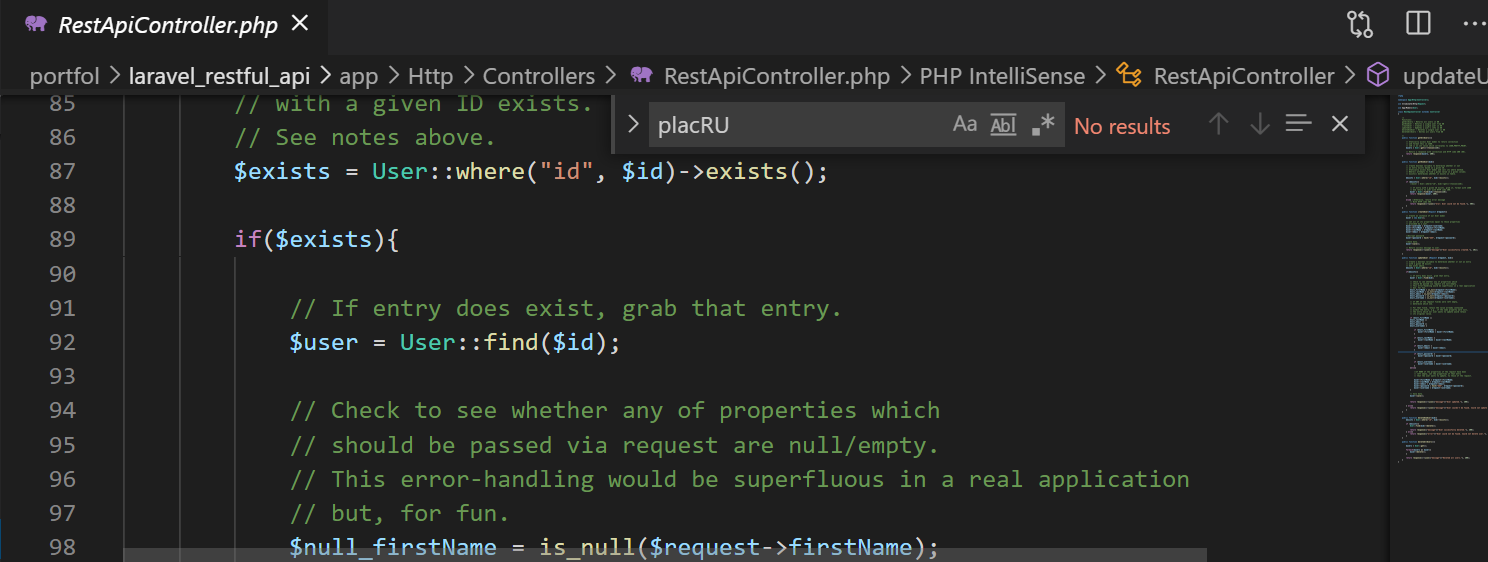 RestApiController.php
portfol > laravel_restful_api > app > Http > Controllers > RestApiController.php > PHP IntelliSense > RestApiController > updateU
85 // with a given ID exists.
placRU Aa Abl .* No results
86 // See notes above.
87 $exists = User::where("id", $id)->exists();
88
89 if($exists){
90
91 // If entry does exist, grab that entry.
92 $user = User::find($id);
93
94 // Check to see whether any of properties which
95 // should be passed via request are null/empty.
96 // This error-handling would be superfluous in a real application
97 // but, for fun.
98 $null_firstName = is_null($request->firstName);